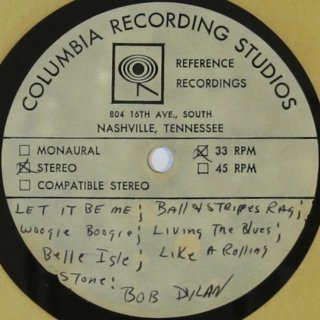 COLUMBIA RECORDING STUDIOS
REFERENCE
RECORDINGS
804 16TH AVE., SOUTH
NASHVILLE, TENNESSEE
MONAURAL
33 RPM
STEREO
45 RPM
COMPATIBLE STEREO
LET IT BE ME; BALL & STRIPES RAG;
WOOGIE BOOGIE; LIVING THE BLUES;
BELLE ISLE; LIKE A ROLLING
STONE;
BOB DYLAN